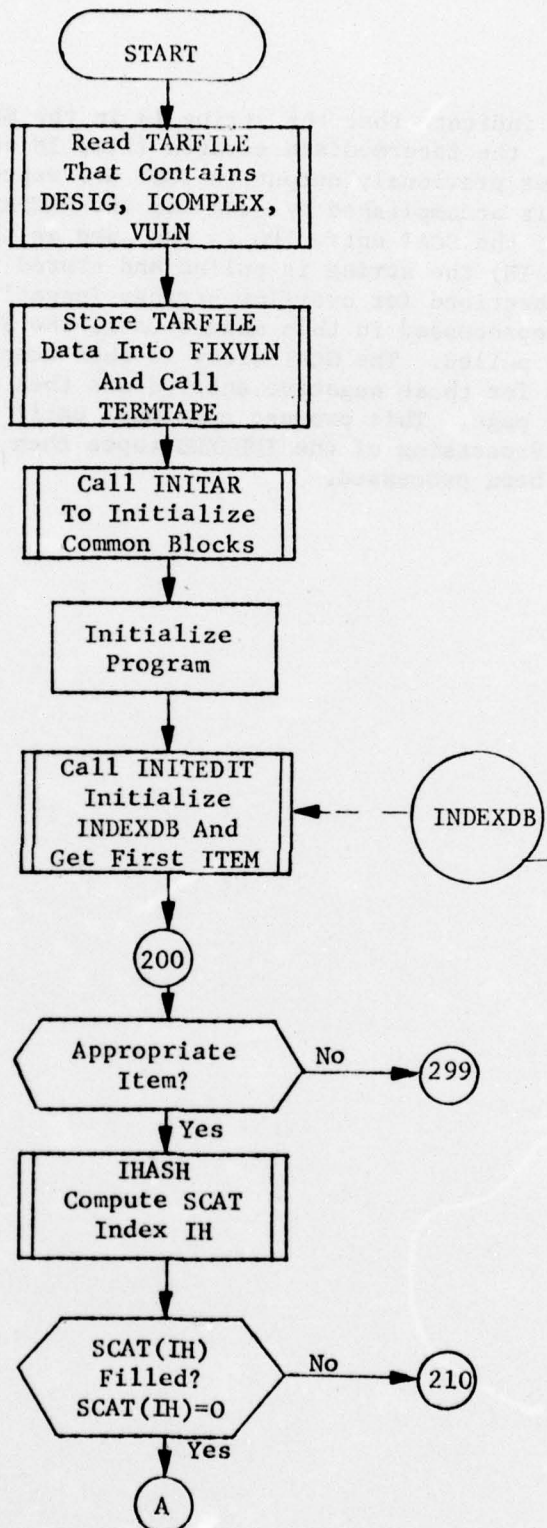 START
Read TARFILE
That Contains
DESIG, ICOMPLEX,
VULN
Store TARFILE
Data Into FIXVLN
And Call
TERMTAPE
Call INITAR
To Initialize
Common Blocks
Initialize
Program
Call INITEDIT
Initialize
INDEXDB And
Get First ITEM
INDEXDB
200
Appropriate
Item?
No
299
Yes
IHASH
Compute SCAT
Index IH
SCAT(IH)
Filled?
SCAT(IH)=0
No
210
Yes
A